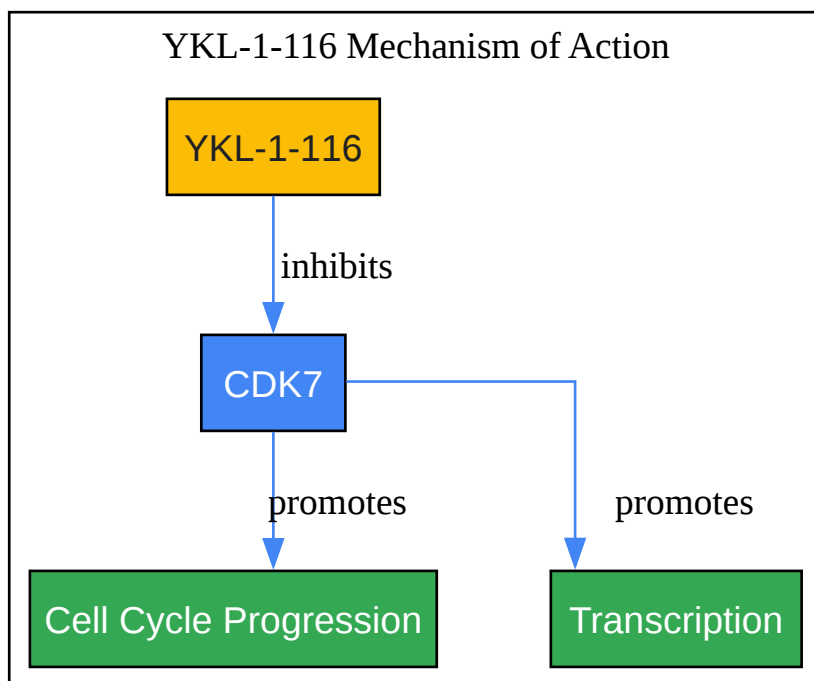 YKL-1-116 Mechanism of Action
YKL-1-116
inhibits
CDK7
promotes
promotes
Cell Cycle Progression
Transcription